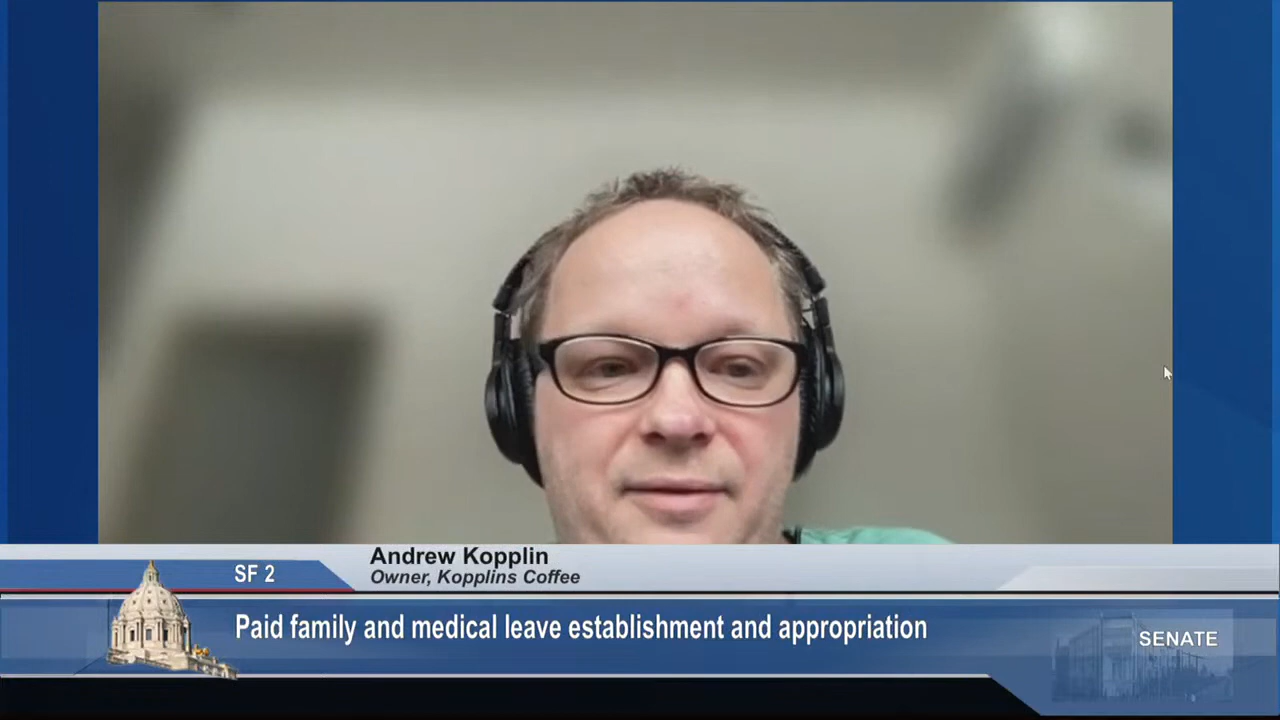 Andrew Kopplin
Owner, Kopplins Coffee
SF 2
Paid family and medical leave establishment and appropriation
SENATE